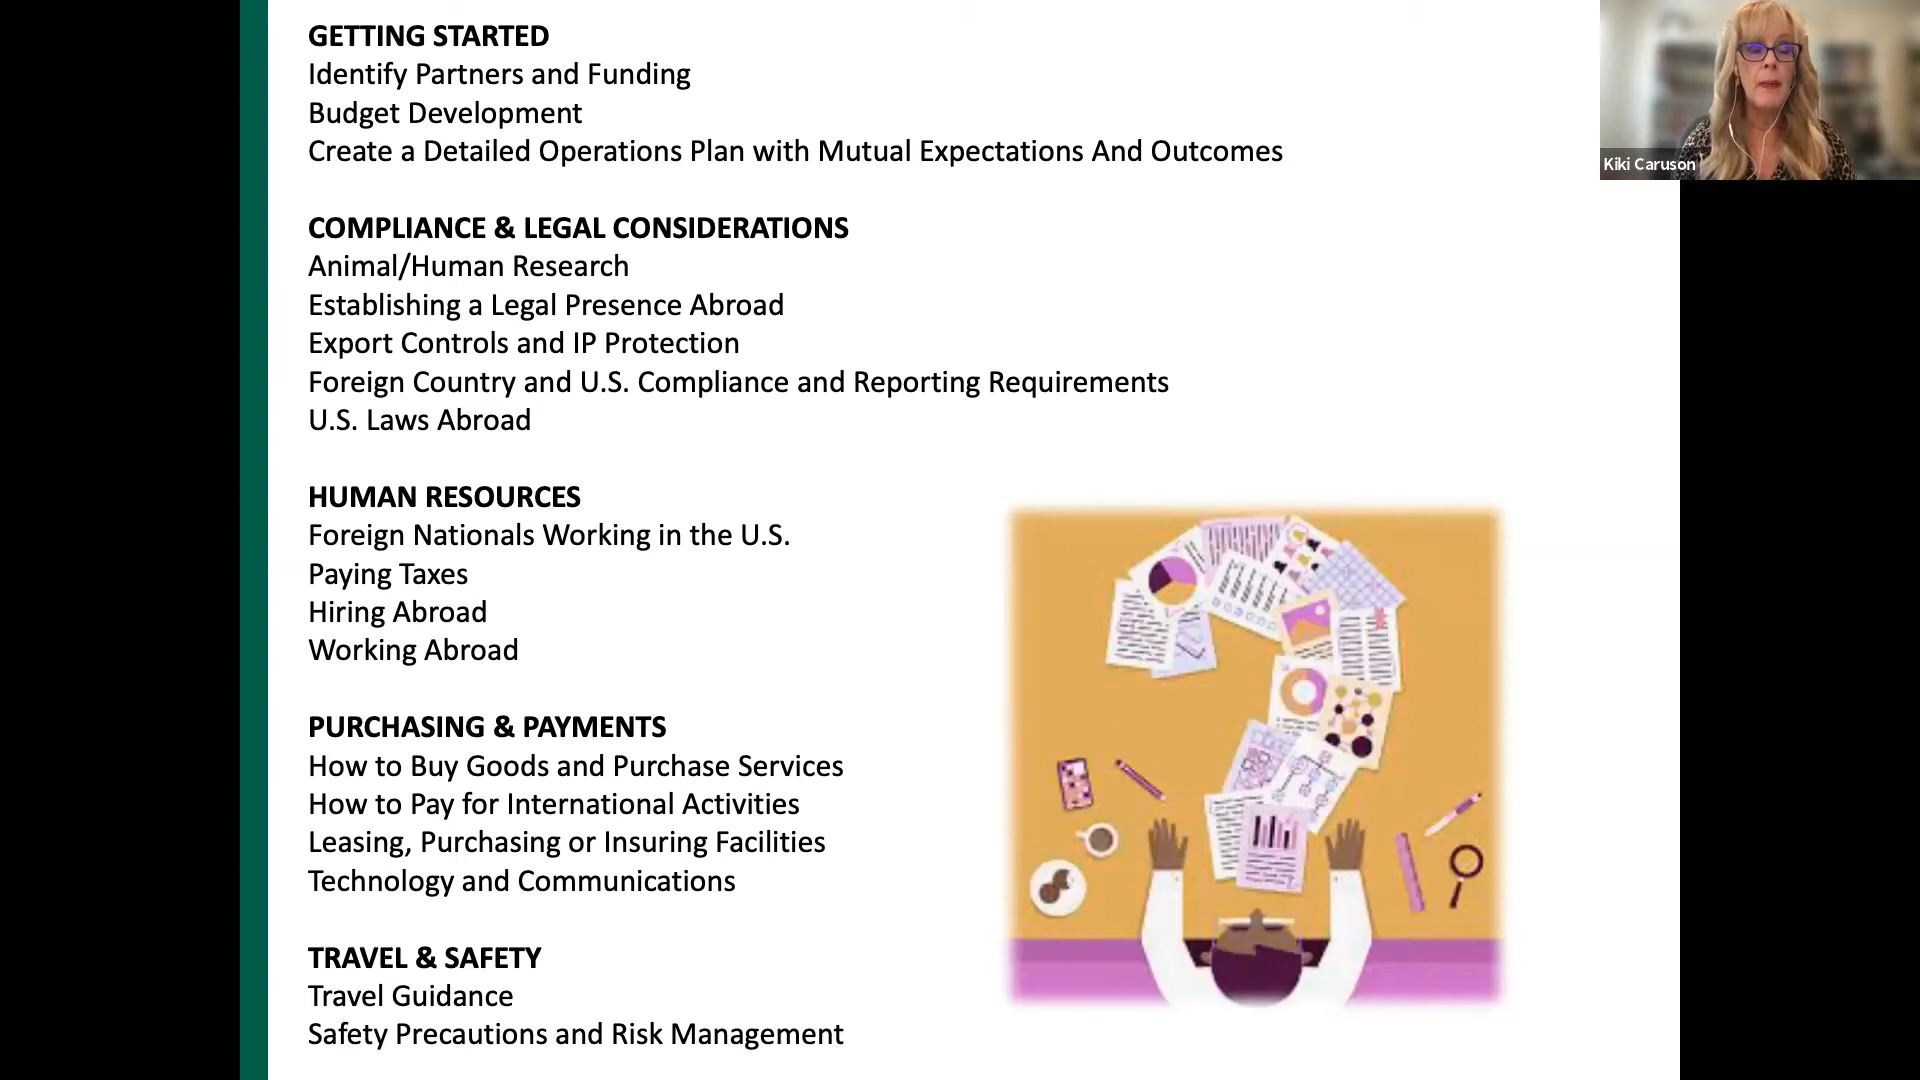 GETTING STARTED
Identify Partners and Funding
Budget Development
Create a Detailed Operations Plan with Mutual Expectations And Outcomes
COMPLIANCE & LEGAL CONSIDERATIONS
Animal/Human Research
Establishing a Legal Presence Abroad
Export Controls and IP Protection
Foreign Country and U.S. Compliance and Reporting Requirements
U.S. Laws Abroad
HUMAN RESOURCES
Foreign Nationals Working in the U.S.
Paying Taxes
Hiring Abroad
Working Abroad
PURCHASING & PAYMENTS
How to Buy Goods and Purchase Services
How to Pay for International Activities
Leasing, Purchasing or Insuring Facilities
Technology and Communications
TRAVEL & SAFETY
Travel Guidance
Safety Precautions and Risk Management
Kiki Caruson